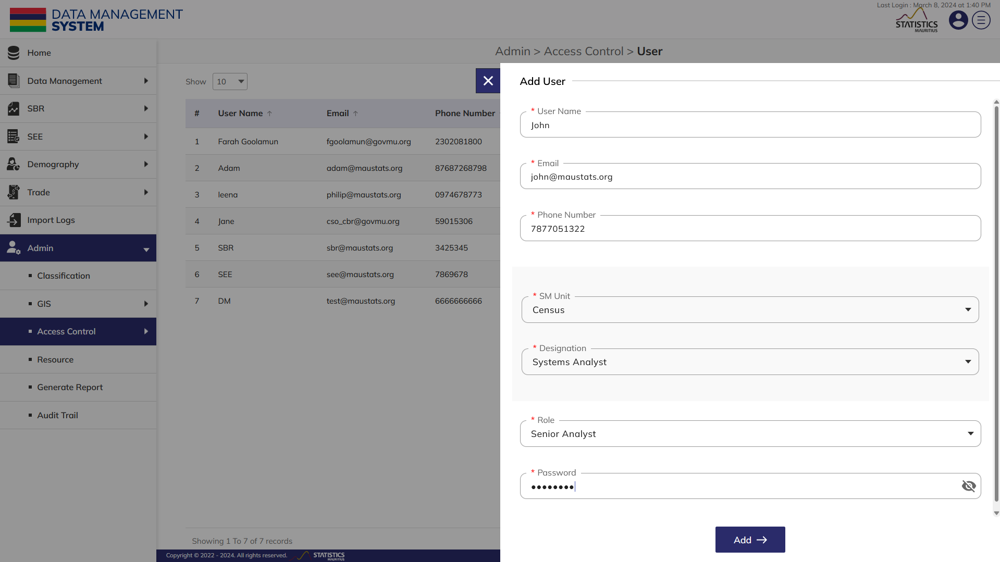 DATA MANAGEMENT
SYSTEM
Last Login : March 8, 2024 at 1:40 PM
STATISTICS
MAURITIUS
Home
Data Management
SBR
SEE
Demography
Trade
Import Logs
Admin
Classification
GIS
Access Control
Resource
Generate Report
Audit Trail
Admin > Access Control > User
Show 10
# User Name ↑ Email ↑ Phone Number
1 Farah Goolamun fgoolamun@govmu.org 2302081800
2 Adam adam@maustats.org 87687268798
3 leena philip@maustats.org 0974678773
4 Jane cso_cbr@govmu.org 59015306
5 SBR sbr@maustats.org 3425345
6 SEE see@maustats.org 7869678
7 DM test@maustats.org 6666666666
Showing 1 To 7 of 7 records
Copyright © 2022 - 2024. All rights reserved.
STATISTICS
MAURITIUS
Add User
* User Name
John
* Email
john@maustats.org
* Phone Number
7877051322
* SM Unit
Census
* Designation
Systems Analyst
* Role
Senior Analyst
* Password
••••••••
Add →